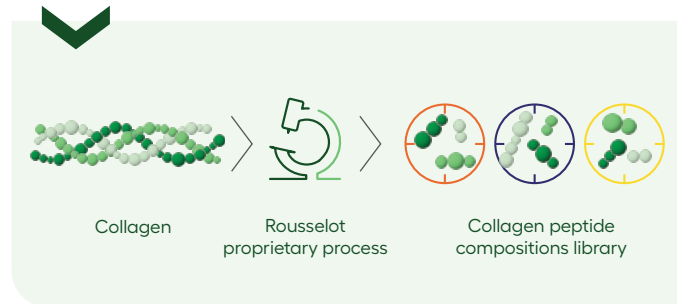 Collagen
Rousselot
proprietary process
Collagen peptide
compositions library